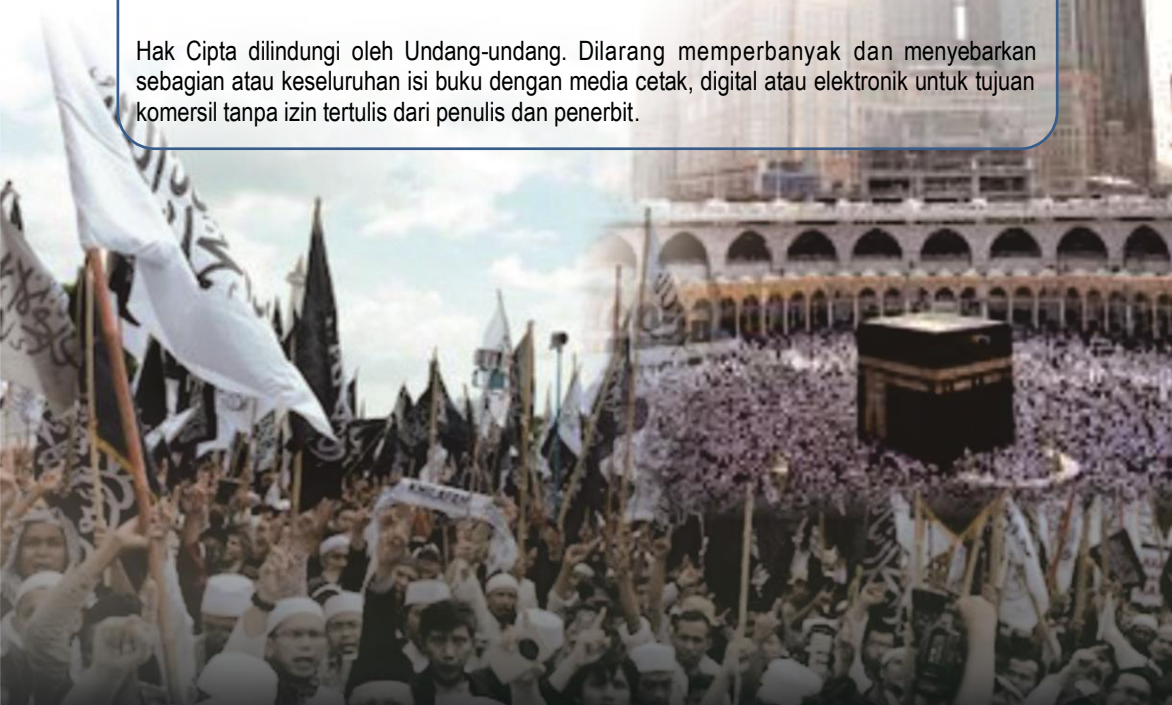 Hak Cipta dilindungi oleh Undang-undang. Dilarang memperbanyak dan menyebarkan
sebagian atau keseluruhan isi buku dengan media cetak, digital atau elektronik untuk tujuan
komersil tanpa izin tertulis dari penulis dan penerbit.